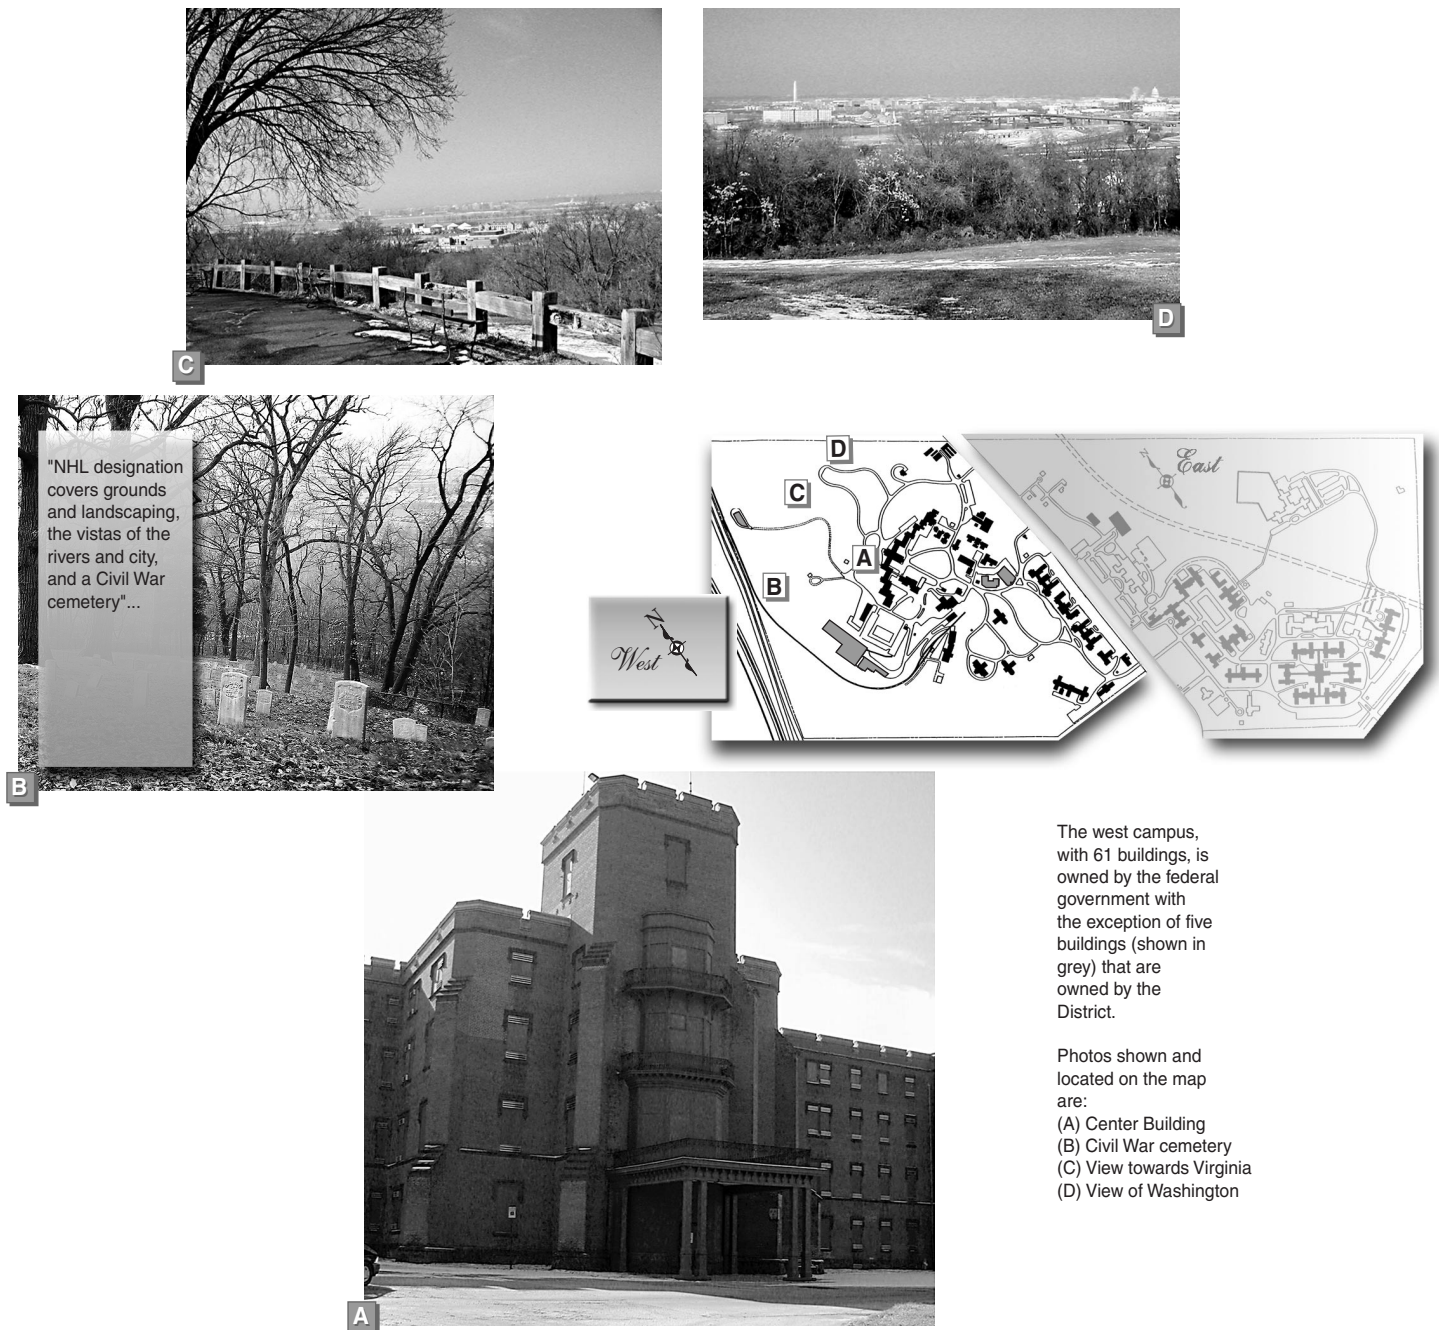 C
D
"NHL designation
covers grounds
and landscaping,
the vistas of the
rivers and city,
and a Civil War
cemetery"...
B
D
C
A
B
N
West
N
East
A
The west campus,
with 61 buildings, is
owned by the federal
government with
the exception of five
buildings (shown in
grey) that are
owned by the
District.
Photos shown and
located on the map
are:
(A) Center Building
(B) Civil War cemetery
(C) View towards Virginia
(D) View of Washington